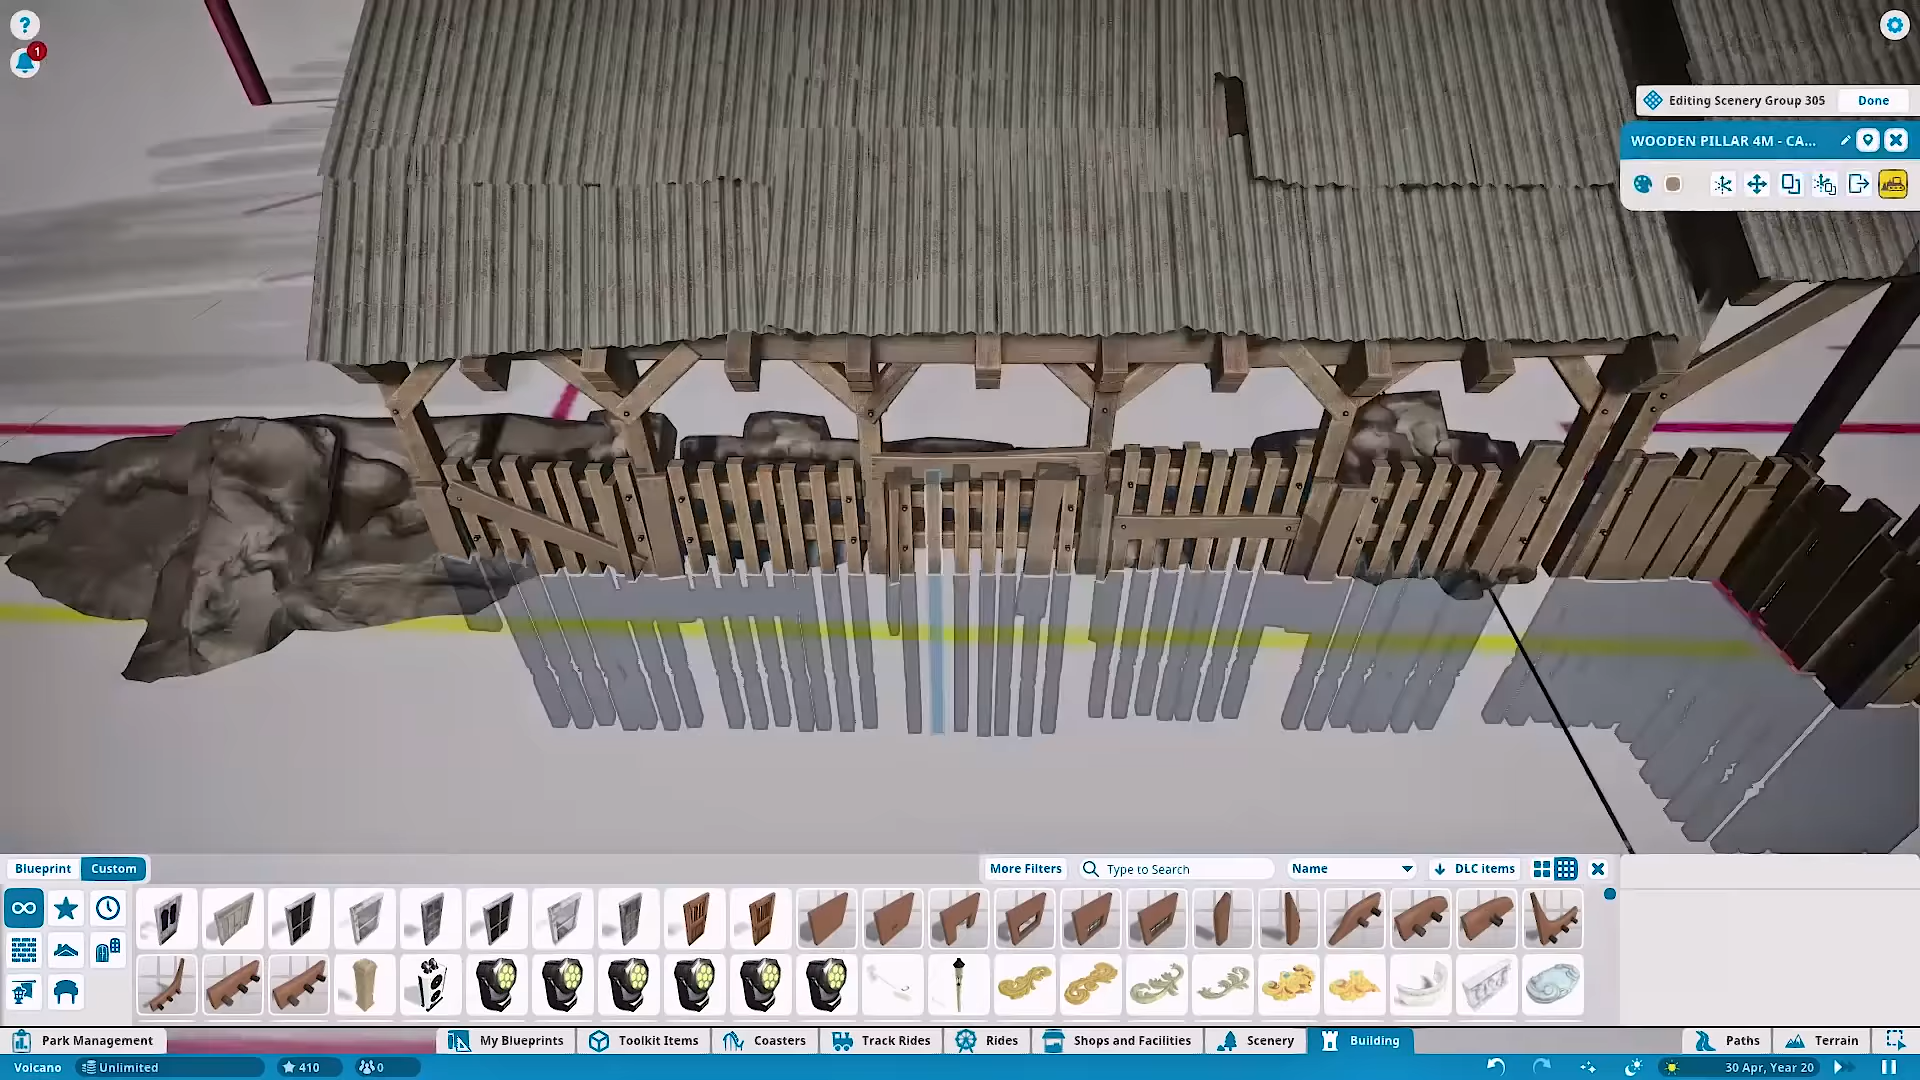 ?
1
Editing Scenery Group 305 Done
WOODEN PILLAR 4M - CA...
Blueprint Custom
More Filters Type to Search Name DLC items
Park Management My Blueprints Toolkit Items Coasters Track Rides Rides Shops and Facilities Scenery Building Paths Terrain
Volcano Unlimited 410 0 30 Apr, Year 20